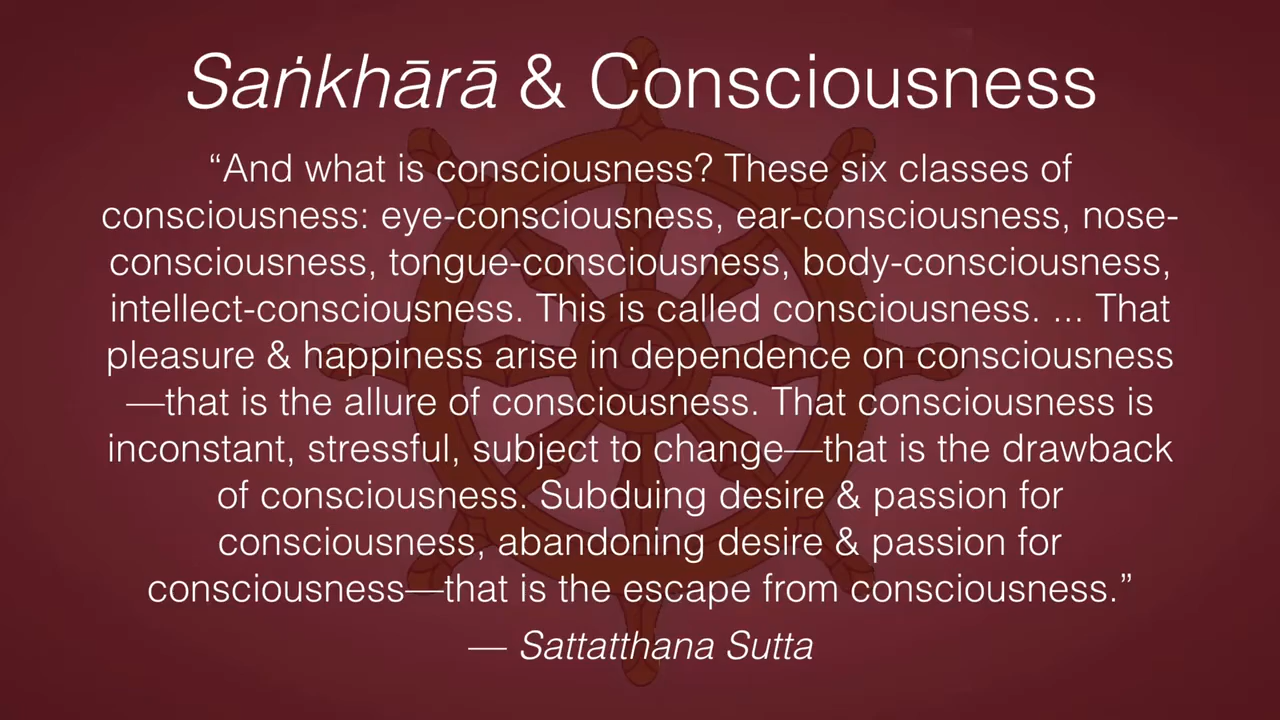 Saṅkhārā & Consciousness
“And what is consciousness? These six classes of
consciousness: eye-consciousness, ear-consciousness, nose-
consciousness, tongue-consciousness, body-consciousness,
intellect-consciousness. This is called consciousness. ... That
pleasure & happiness arise in dependence on consciousness
—that is the allure of consciousness. That consciousness is
inconstant, stressful, subject to change—that is the drawback
of consciousness. Subduing desire & passion for
consciousness, abandoning desire & passion for
consciousness—that is the escape from consciousness.”
— Sattatthana Sutta